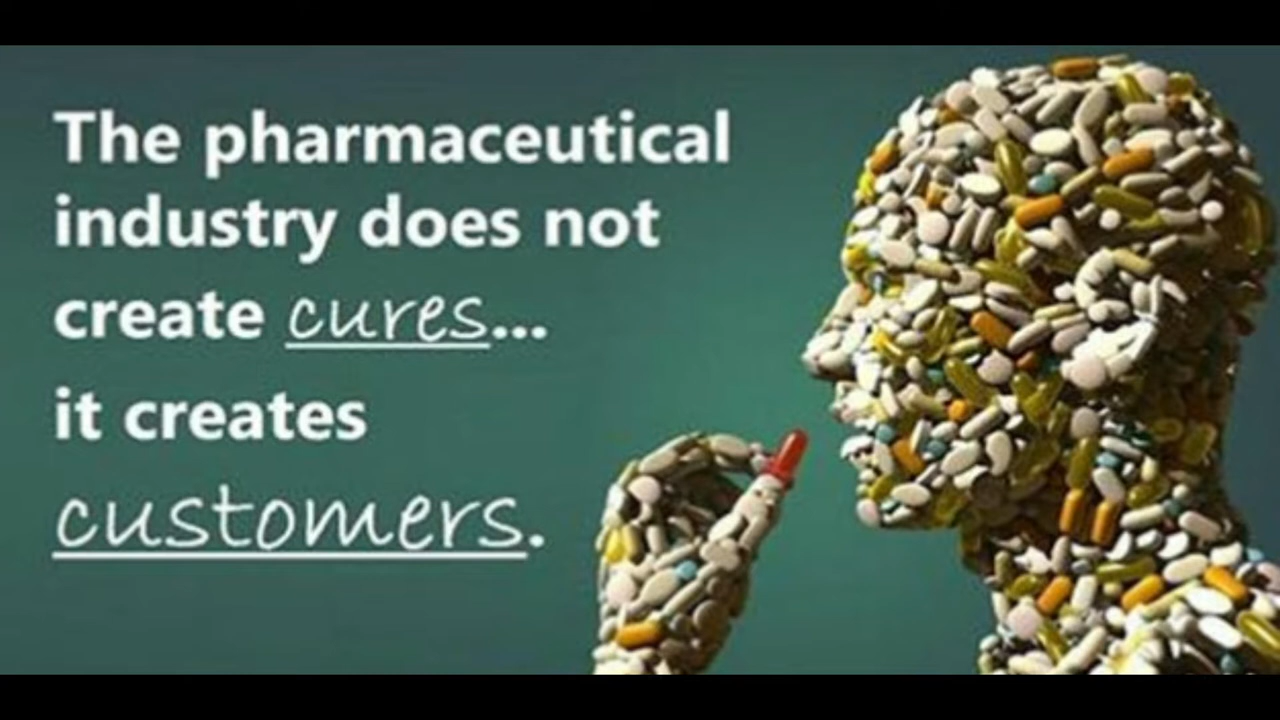 The pharmaceutical
industry does not
create cures...
it creates
customers.